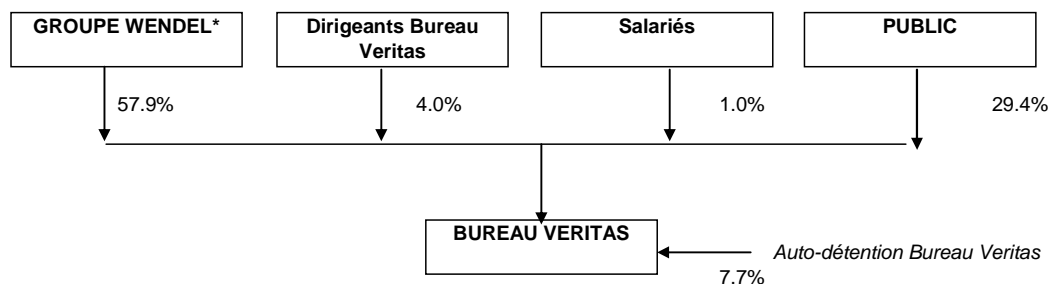 GROUPE WENDEL*
Dirigeants Bureau
Veritas
Salariés
PUBLIC
57.9%
4.0%
1.0%
29.4%
BUREAU VERITAS
Auto-détention Bureau Veritas
7.7%